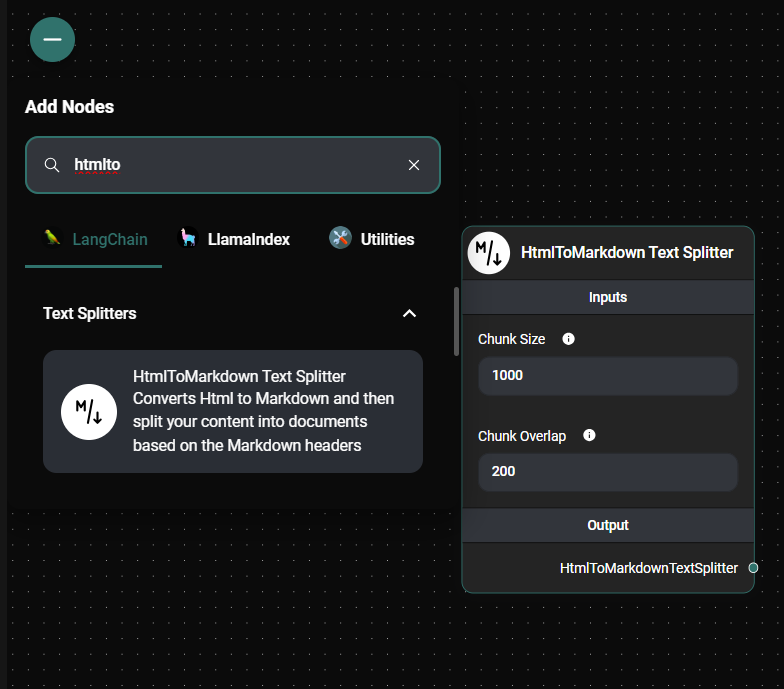 Add Nodes
htmlto
LangChain
LlamaIndex
Utilities
Text Splitters
HtmlToMarkdown Text Splitter
Converts Html to Markdown and then
split your content into documents
based on the Markdown headers
M/↓
HtmlToMarkdown Text Splitter
Inputs
Chunk Size
1000
Chunk Overlap
200
Output
HtmlToMarkdownTextSplitter